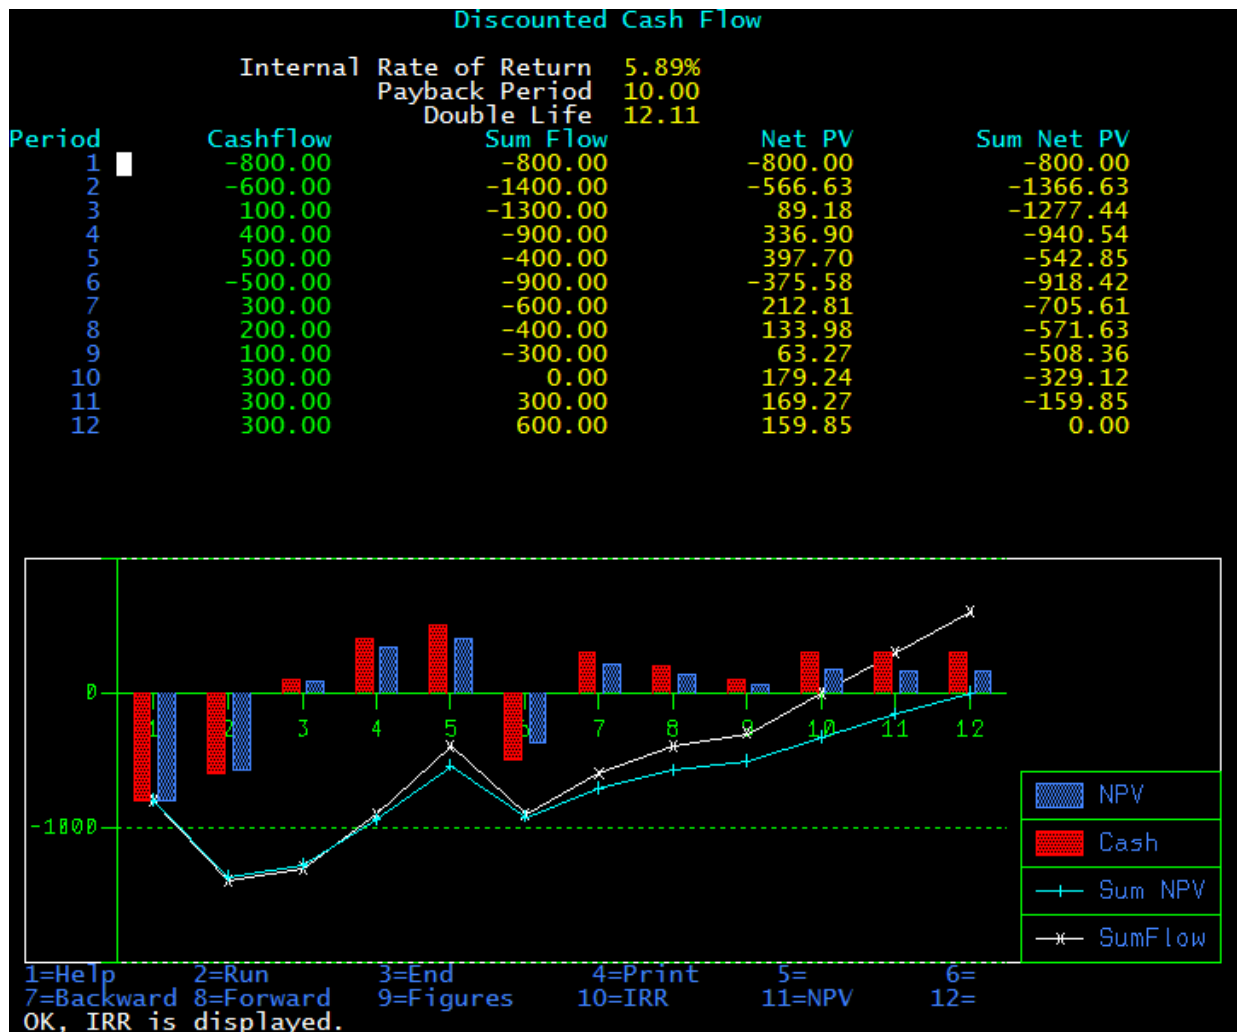 Discounted Cash Flow
Internal Rate of Return 5.89%
Payback Period 10.00
Double Life 12.11
Period Cashflow Sum Flow Net PV Sum Net PV
1 -800.00 -800.00 -800.00 -800.00
2 -600.00 -1400.00 -566.63 -1366.63
3 100.00 -1300.00 89.18 -1277.44
4 400.00 -900.00 336.90 -940.54
5 500.00 -400.00 397.70 -542.85
6 -500.00 -900.00 -375.58 -918.42
7 300.00 -600.00 212.81 -705.61
8 200.00 -400.00 133.98 -571.63
9 100.00 -300.00 63.27 -508.36
10 300.00 0.00 179.24 -329.12
11 300.00 300.00 169.27 -159.85
12 300.00 600.00 159.85 0.00
0
1 2 3 4 5 6 7 8 9 10 11 12
-1000
NPV
Cash
Sum NPV
SumFlow
1=Help 2=Run 3=End 4=Print 5= 6=
7=Backward 8=Forward 9=Figures 10=IRR 11=NPV 12=
OK, IRR is displayed.